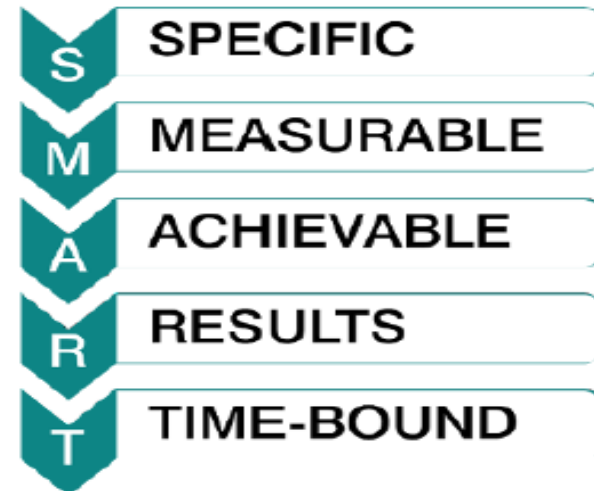 S SPECIFIC
M MEASURABLE
A ACHIEVABLE
R RESULTS
T TIME-BOUND